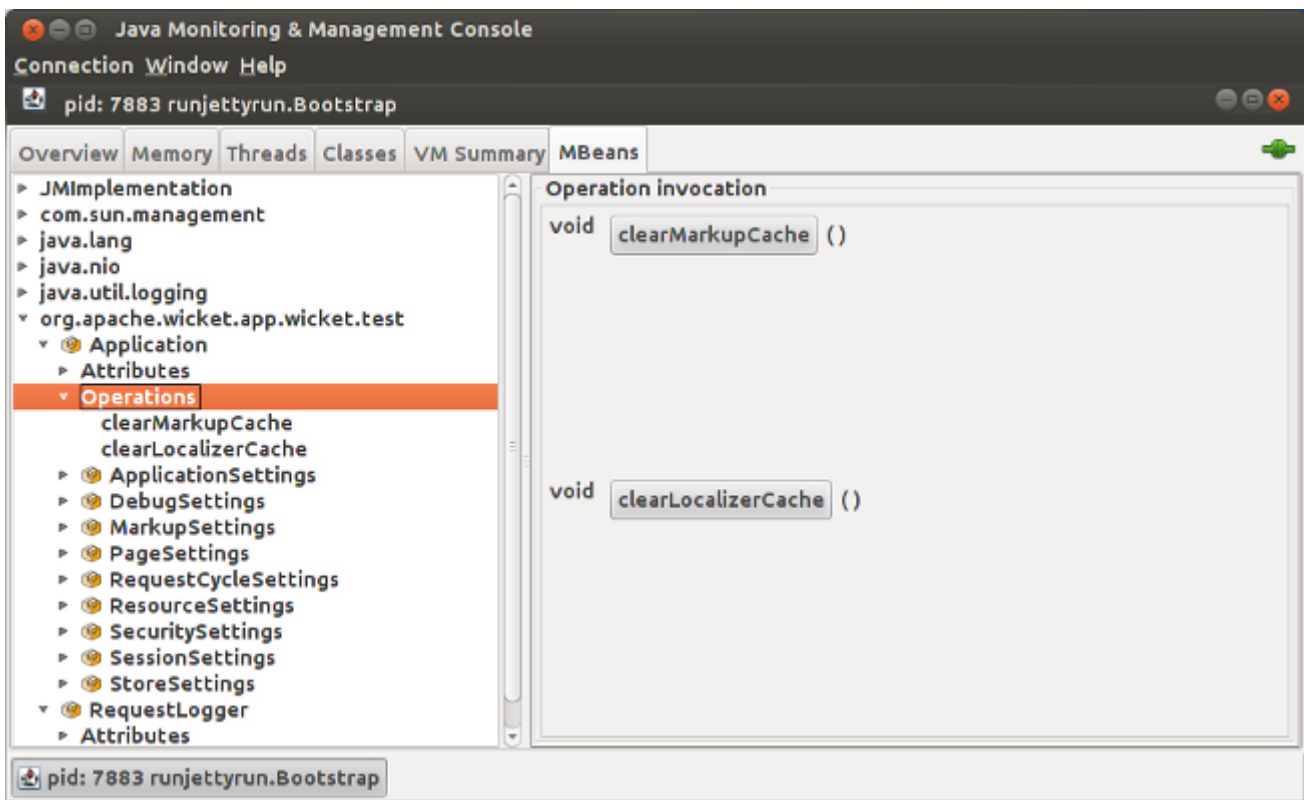 Java Monitoring & Management Console
Connection Window Help
pid: 7883 runjettyrun.Bootstrap
Overview Memory Threads Classes VM Summary MBeans
JMImplementation
com.sun.management
java.lang
java.nio
java.util.logging
org.apache.wicket.app.wicket.test
Application
Attributes
Operations
clearMarkupCache
clearLocalizerCache
ApplicationSettings
DebugSettings
MarkupSettings
PageSettings
RequestCycleSettings
ResourceSettings
SecuritySettings
SessionSettings
StoreSettings
RequestLogger
Attributes
Operation invocation
void clearMarkupCache ()
void clearLocalizerCache ()
pid: 7883 runjettyrun.Bootstrap